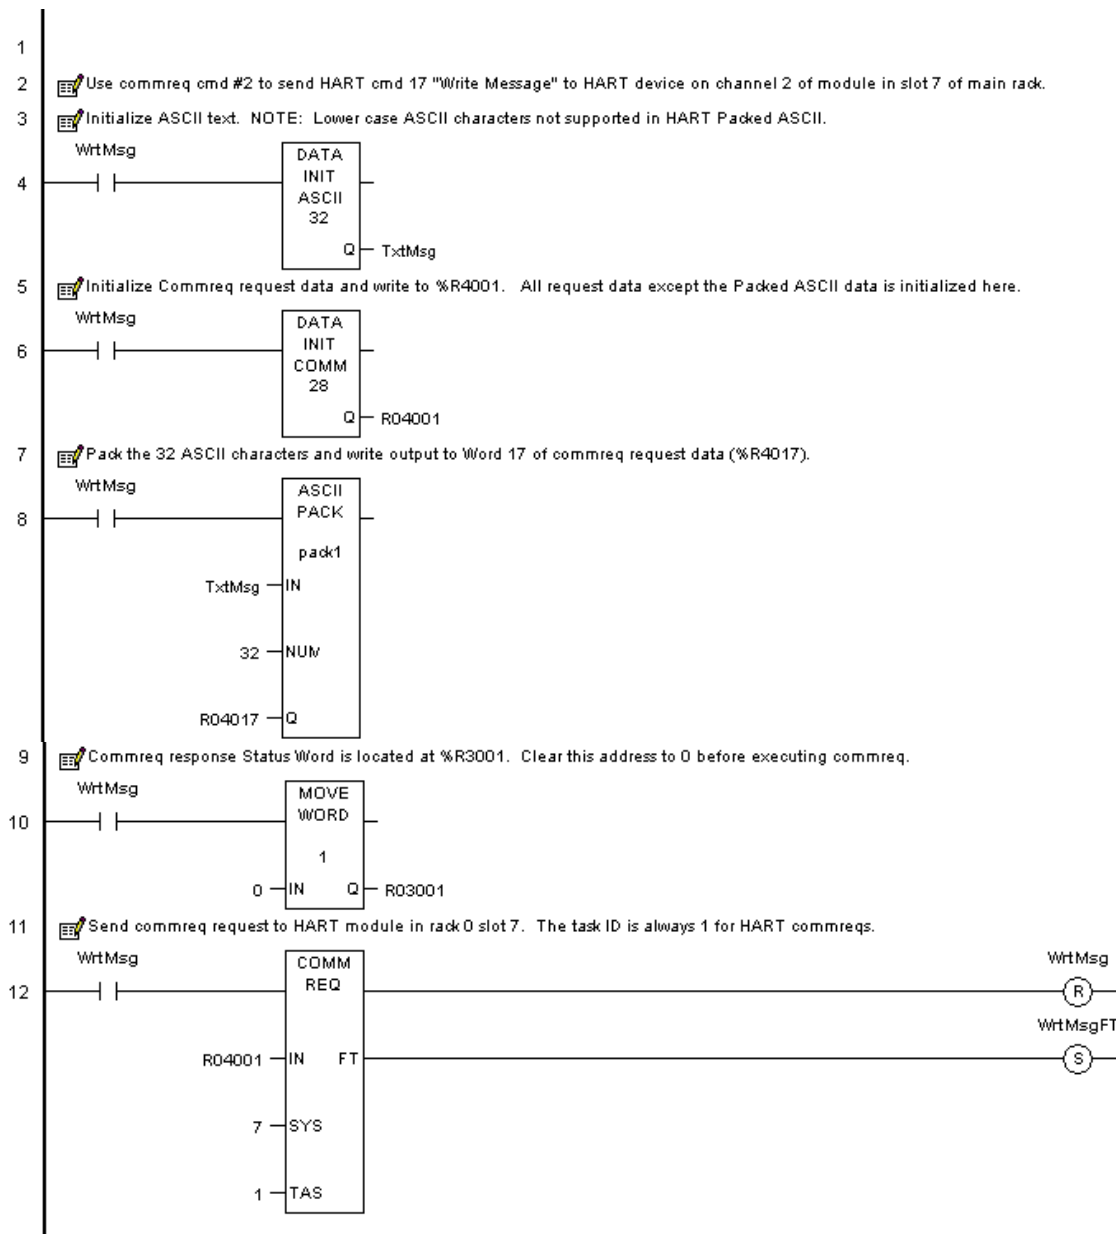 1
2 Use commreq cmd #2 to send HART cmd 17 "Write Message" to HART device on channel 2 of module in slot 7 of main rack.
3 Initialize ASCII text. NOTE: Lower case ASCII characters not supported in HART Packed ASCII.
WrtMsg
DATA
INIT
4
ASCII
32
Q TxtMsg
5 Initialize Commreq request data and write to %R4001. All request data except the Packed ASCII data is initialized here.
WrtMsg
DATA
INIT
6
COMM
28
Q R04001
7 Pack the 32 ASCII characters and write output to Word 17 of commreq request data (%R4017).
WrtMsg
ASCII
PACK
8
pack1
TxtMsg IN
32 NUM
R04017 Q
9 Commreq response Status Word is located at %R3001. Clear this address to 0 before executing commreq.
WrtMsg
MOVE
WORD
10
1
0 IN Q R03001
11 Send commreq request to HART module in rack 0 slot 7. The task ID is always 1 for HART commreqs.
WrtMsg COMM WrtMsg
REQ
12 R
WrtMsgFT
R04001 IN FT S
7 SYS
1 TAS